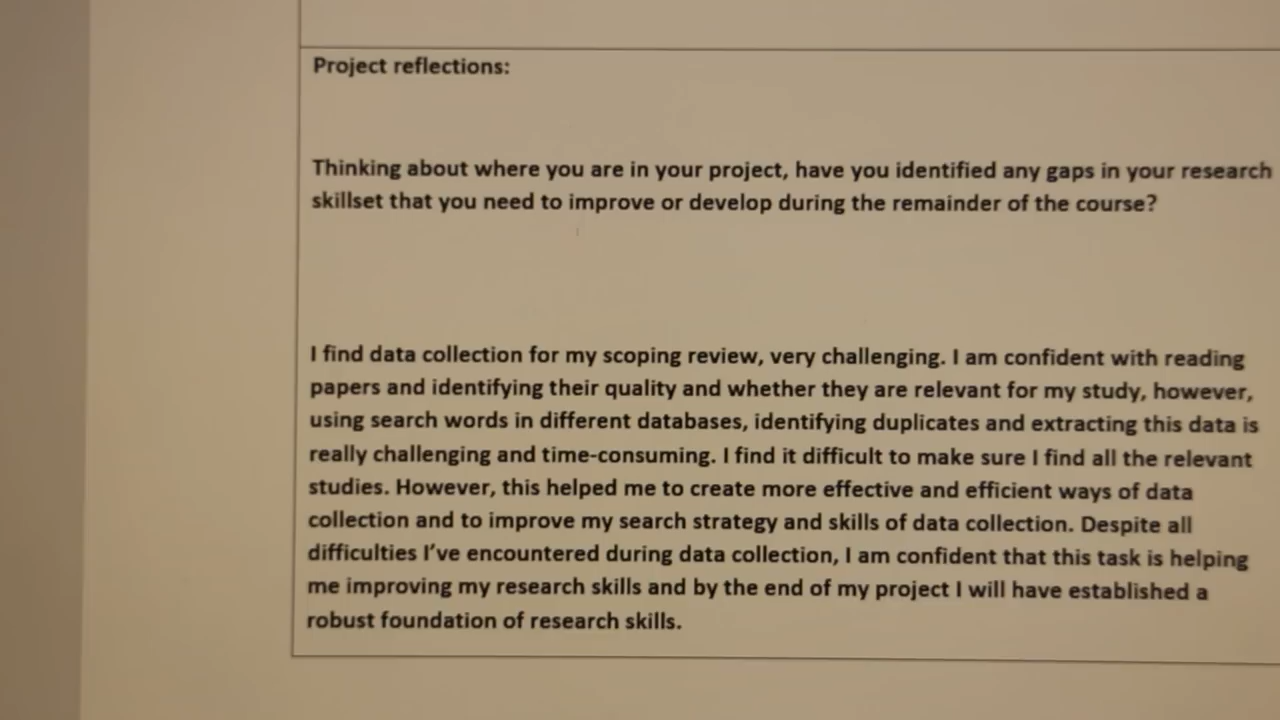 Project reflections:
Thinking about where you are in your project, have you identified any gaps in your research
skillset that you need to improve or develop during the remainder of the course?
I find data collection for my scoping review, very challenging. I am confident with reading
papers and identifying their quality and whether they are relevant for my study, however,
using search words in different databases, identifying duplicates and extracting this data is
really challenging and time-consuming. I find it difficult to make sure I find all the relevant
studies. However, this helped me to create more effective and efficient ways of data
collection and to improve my search strategy and skills of data collection. Despite all
difficulties I’ve encountered during data collection, I am confident that this task is helping
me improving my research skills and by the end of my project I will have established a
robust foundation of research skills.